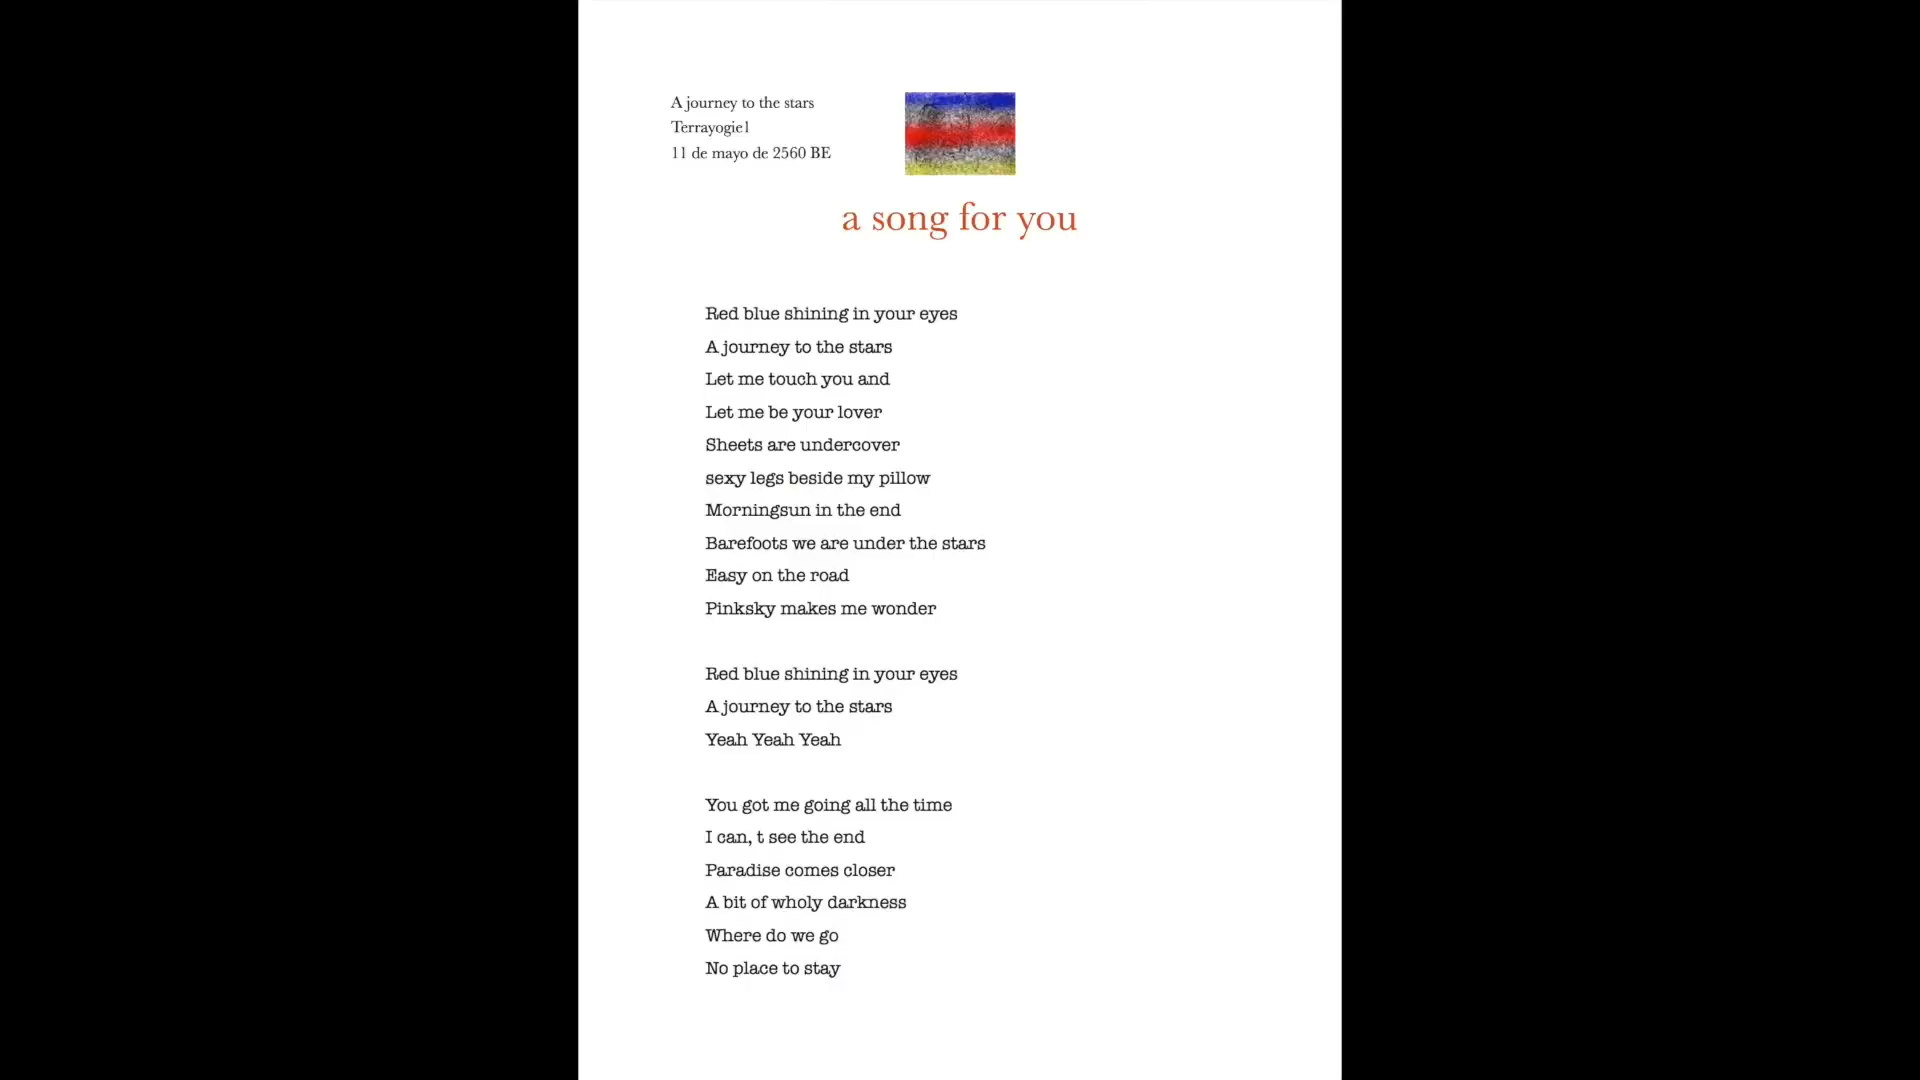 A journey to the stars
Terrayogie1
11 de mayo de 2560 BE
a song for you
Red blue shining in your eyes
A journey to the stars
Let me touch you and
Let me be your lover
Sheets are undercover
sexy legs beside my pillow
Morningsun in the end
Barefoots we are under the stars
Easy on the road
Pinksky makes me wonder
Red blue shining in your eyes
A journey to the stars
Yeah Yeah Yeah
You got me going all the time
I can, t see the end
Paradise comes closer
A bit of wholy darkness
Where do we go
No place to stay